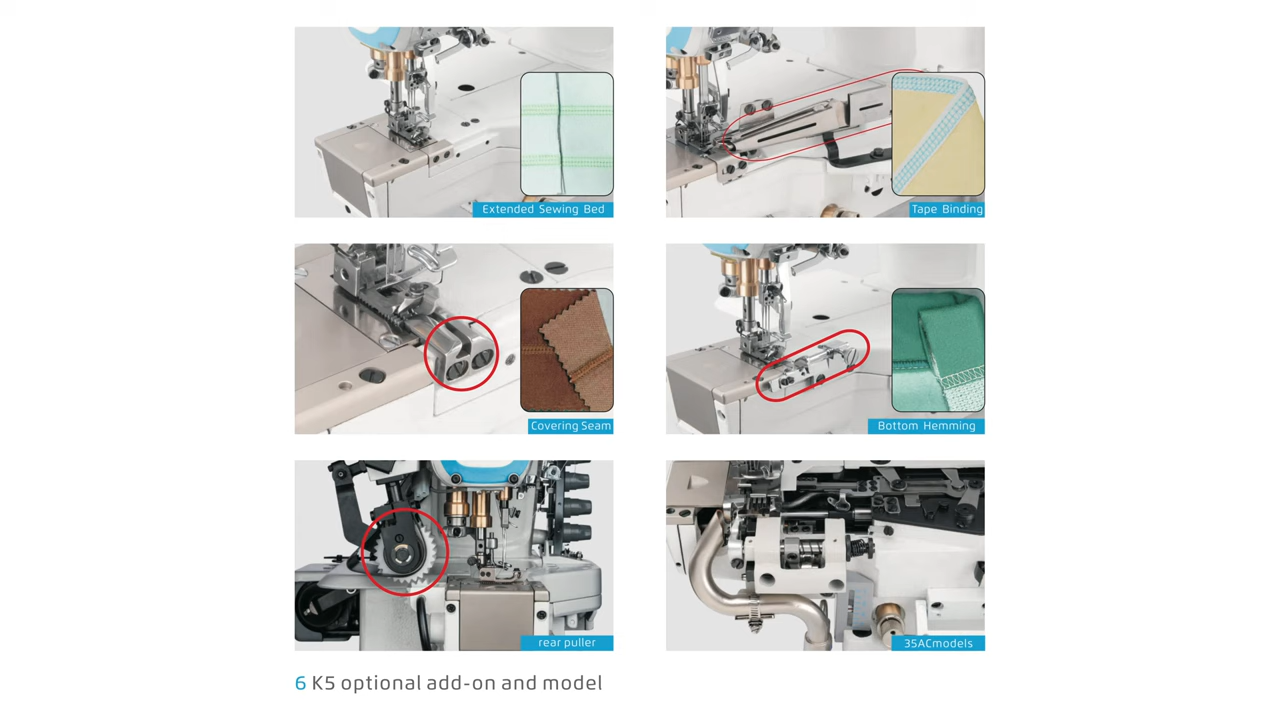 Extended Sewing Bed
Tape Binding
Covering Seam
Bottom Hemming
rear puller
35ACmodels
6 K5 optional add-on and model